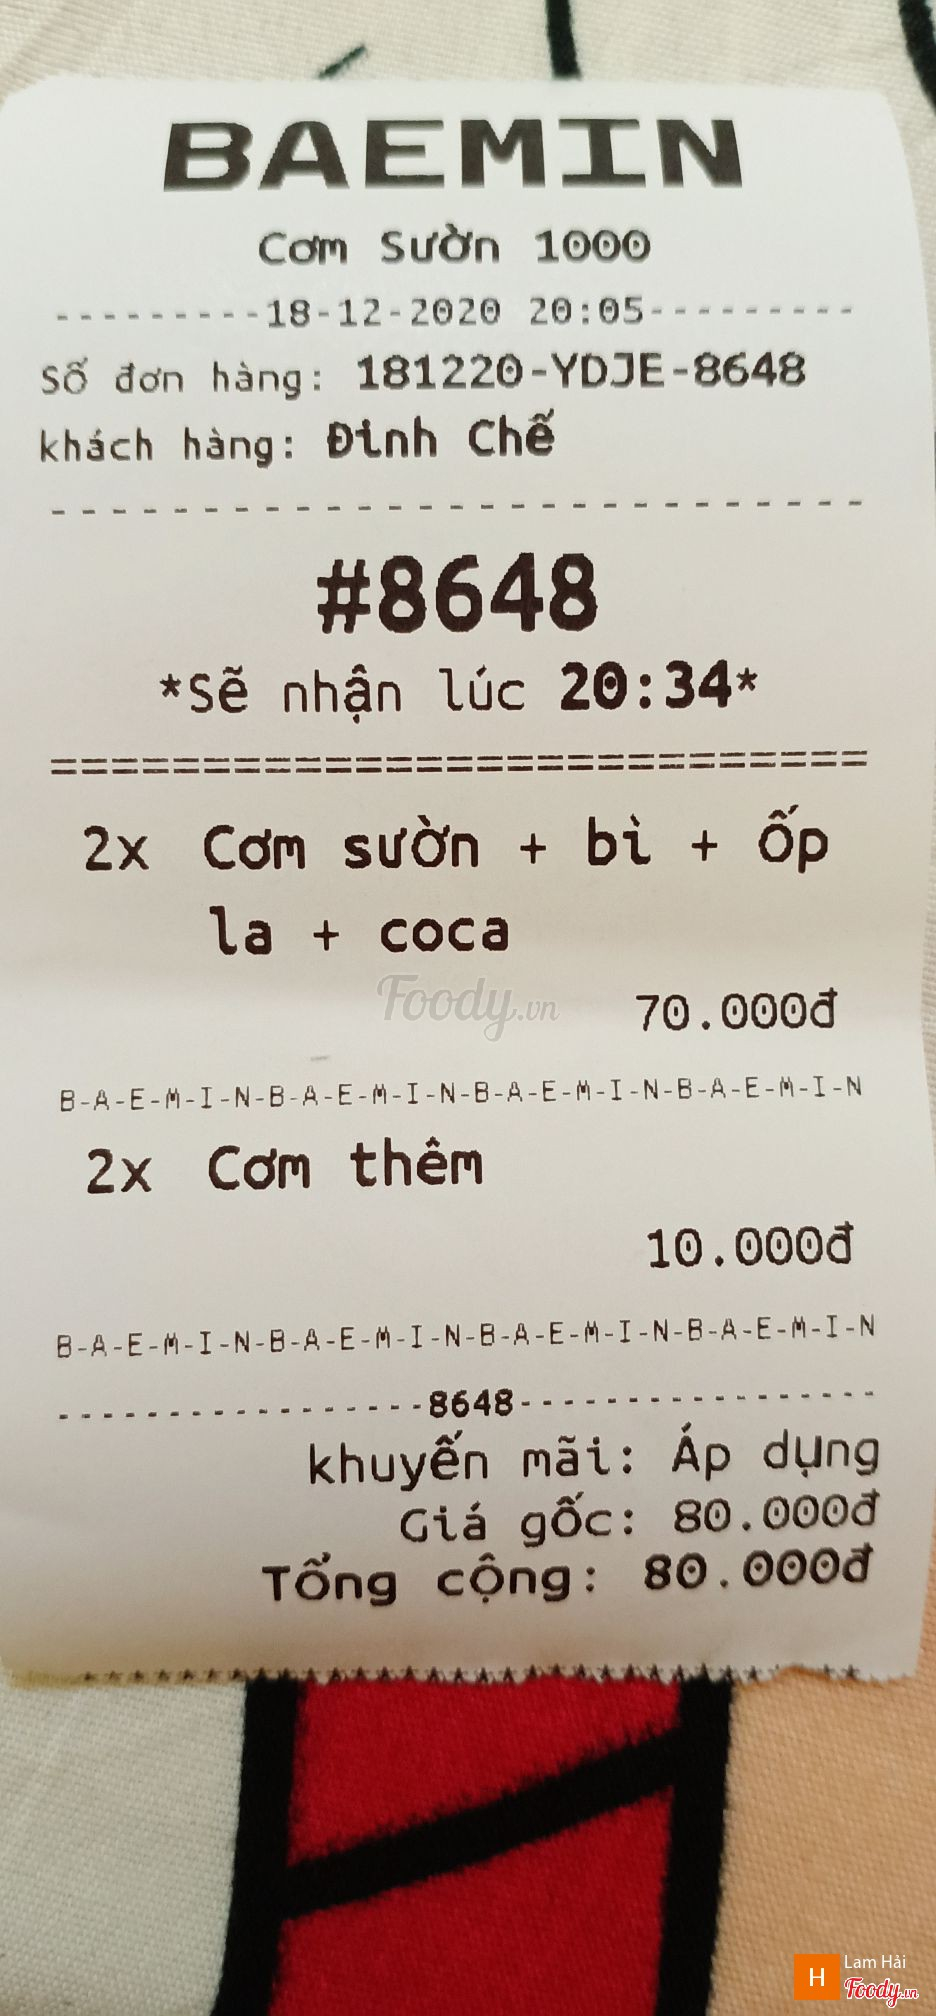 BAEMIN
Cơm Sườn 1000
---------18-12-2020 20:05---------
Số đơn hàng: 181220-YDJE-8648
khách hàng: Đinh Chế
---------------------------
#8648
*Sẽ nhận lúc 20:34*
===========================
2x Cơm sườn + bì + Ốp
la + coca
Foody.vn
70.000đ
B-A-E-M-I-N-B-A-E-M-I-N-B-A-E-M-I-N-B-A-E-M-I-N
2x Cơm thêm
10.000đ
B-A-E-M-I-N-B-A-E-M-I-N-B-A-E-M-I-N-B-A-E-M-I-N
-----------------8648-----------------
khuyến mãi: Áp dụng
Giá gốc: 80.000đ
Tổng cộng: 80.000đ
H Lam Hải
Foody.vn